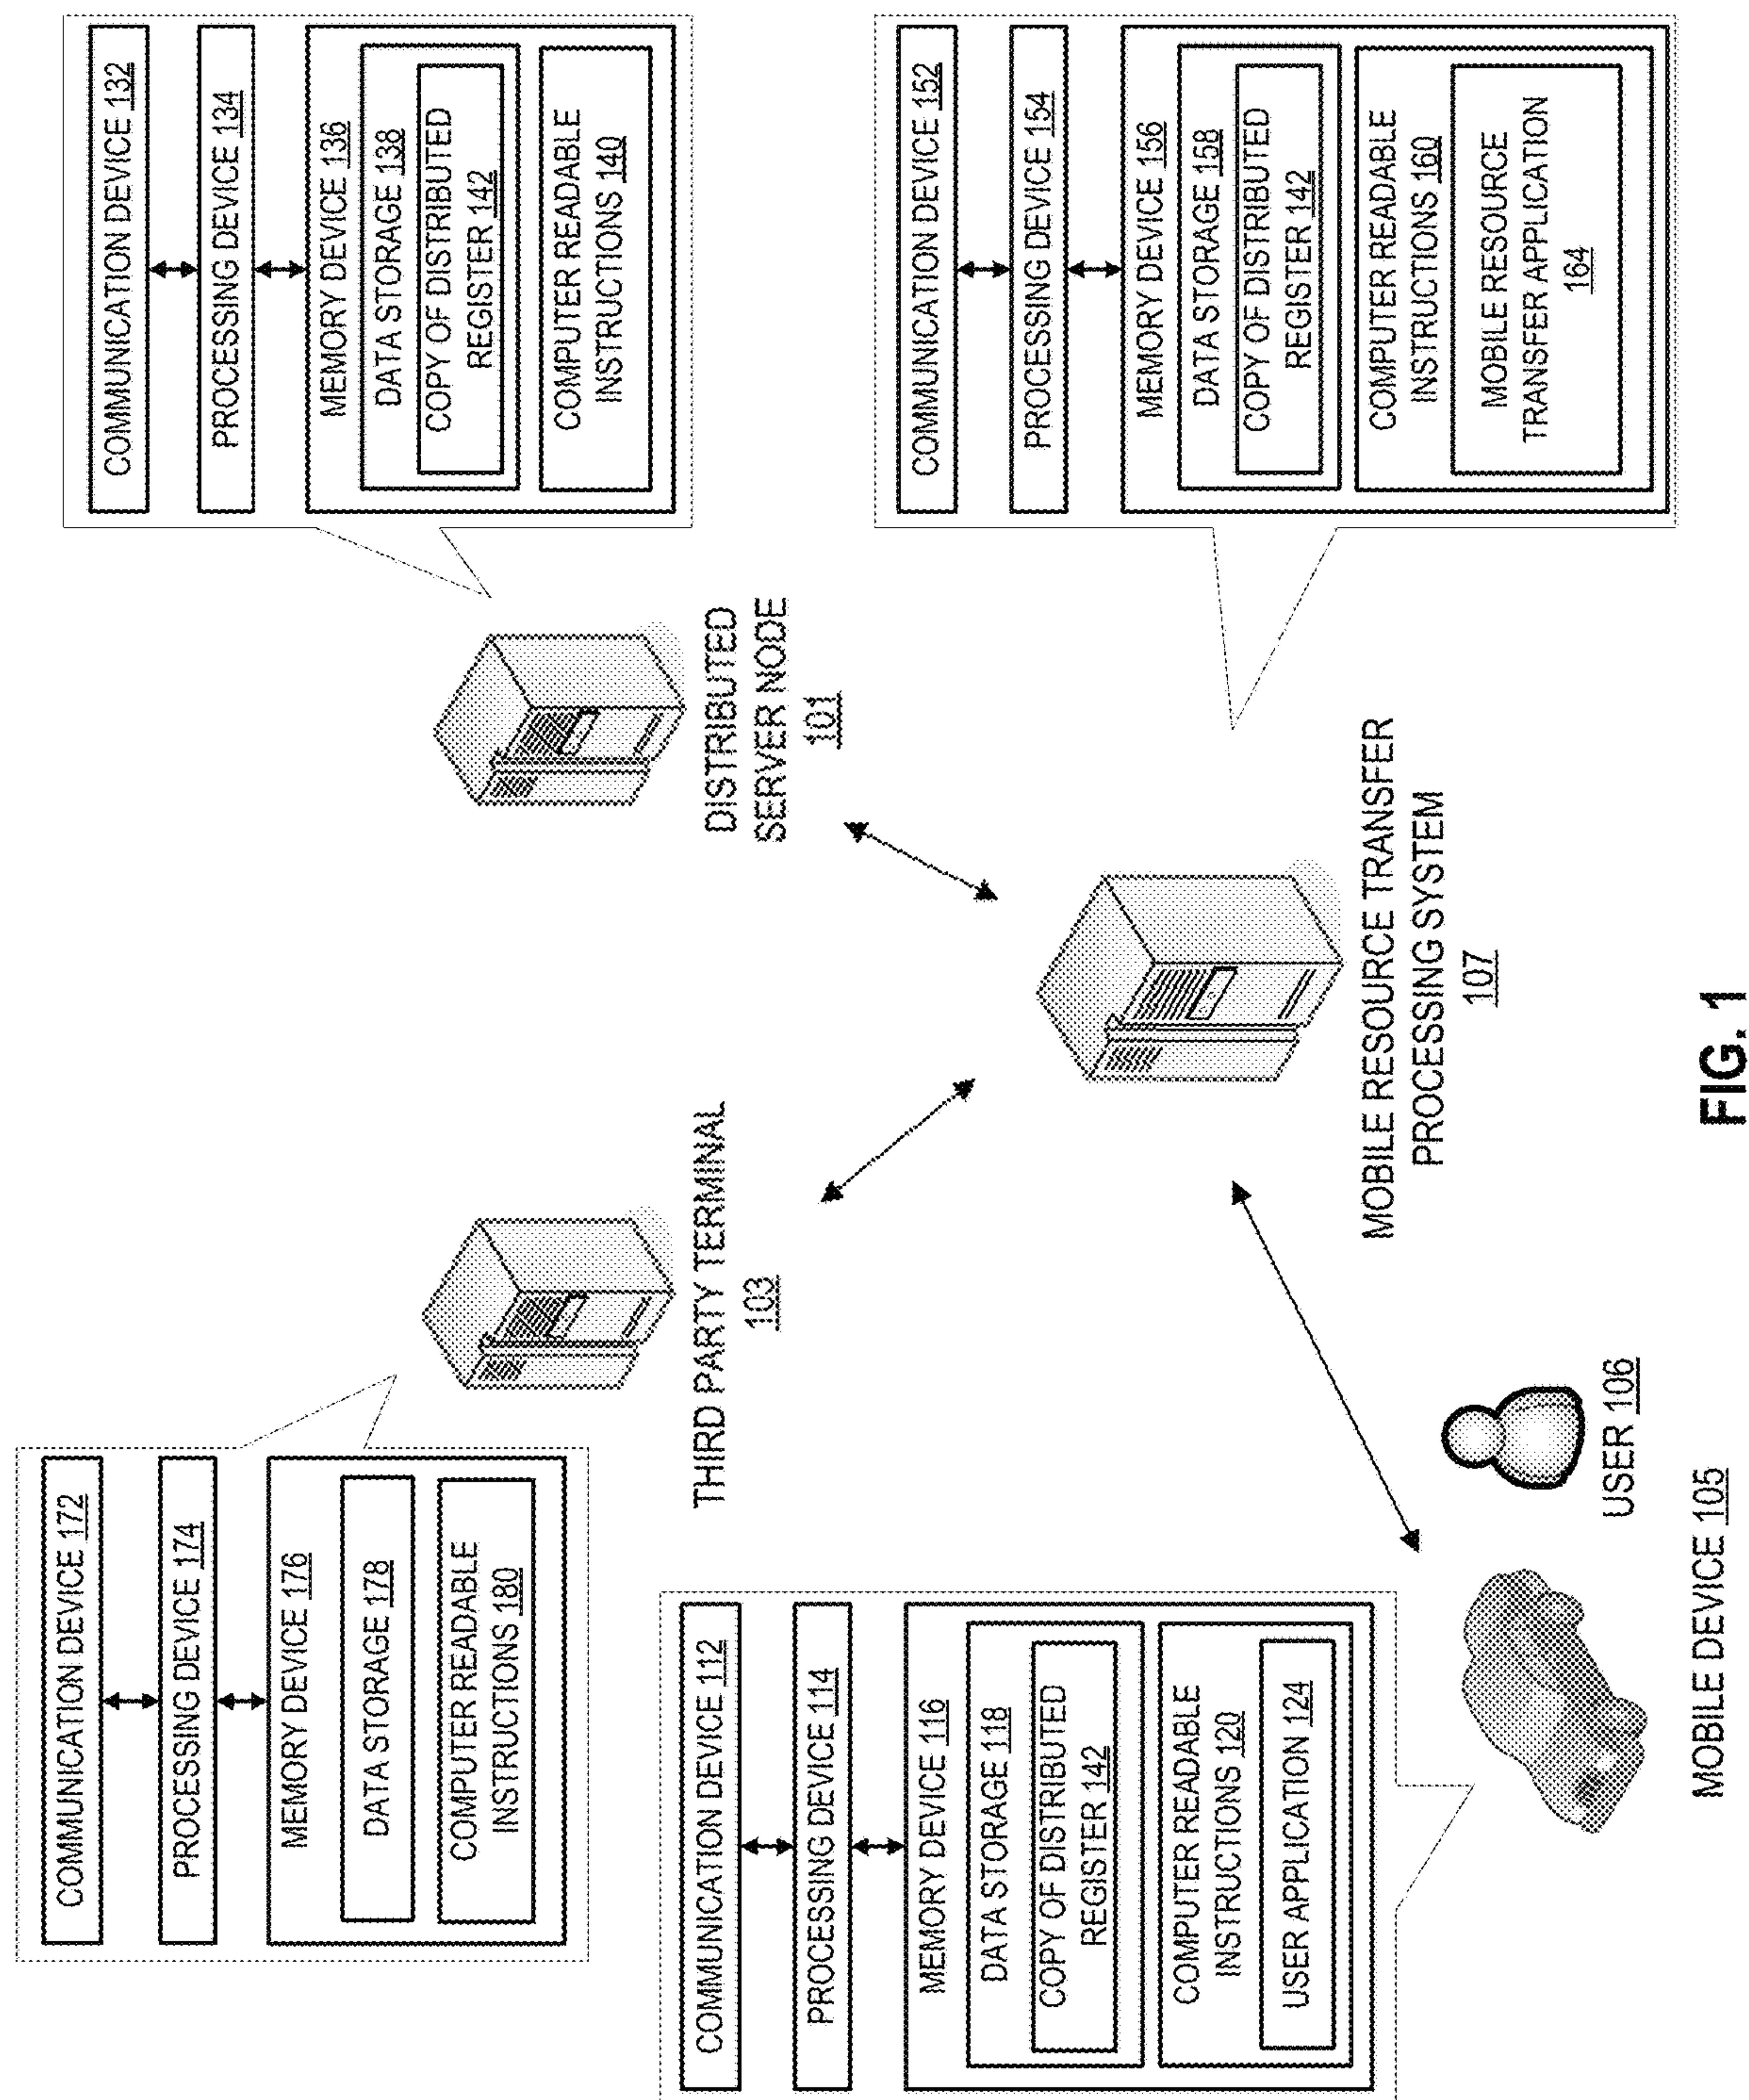 COMMUNICATION DEVICE 172
PROCESSING DEVICE 174
MEMORY DEVICE 176
DATA STORAGE 178
COMPUTER READABLE
INSTRUCTIONS 180
THIRD PARTY TERMINAL
103
COMMUNICATION DEVICE 132
PROCESSING DEVICE 134
MEMORY DEVICE 136
DATA STORAGE 138
COPY OF DISTRIBUTED
REGISTER 142
COMPUTER READABLE
INSTRUCTIONS 140
DISTRIBUTED
SERVER NODE
101
COMMUNICATION DEVICE 112
PROCESSING DEVICE 114
MEMORY DEVICE 116
DATA STORAGE 118
COPY OF DISTRIBUTED
REGISTER 142
COMPUTER READABLE
INSTRUCTIONS 120
USER APPLICATION 124
USER 106
MOBILE DEVICE 105
MOBILE RESOURCE TRANSFER
PROCESSING SYSTEM
107
COMMUNICATION DEVICE 152
PROCESSING DEVICE 154
MEMORY DEVICE 156
DATA STORAGE 158
COPY OF DISTRIBUTED
REGISTER 142
COMPUTER READABLE
INSTRUCTIONS 160
MOBILE RESOURCE
TRANSFER APPLICATION
164
FIG. 1